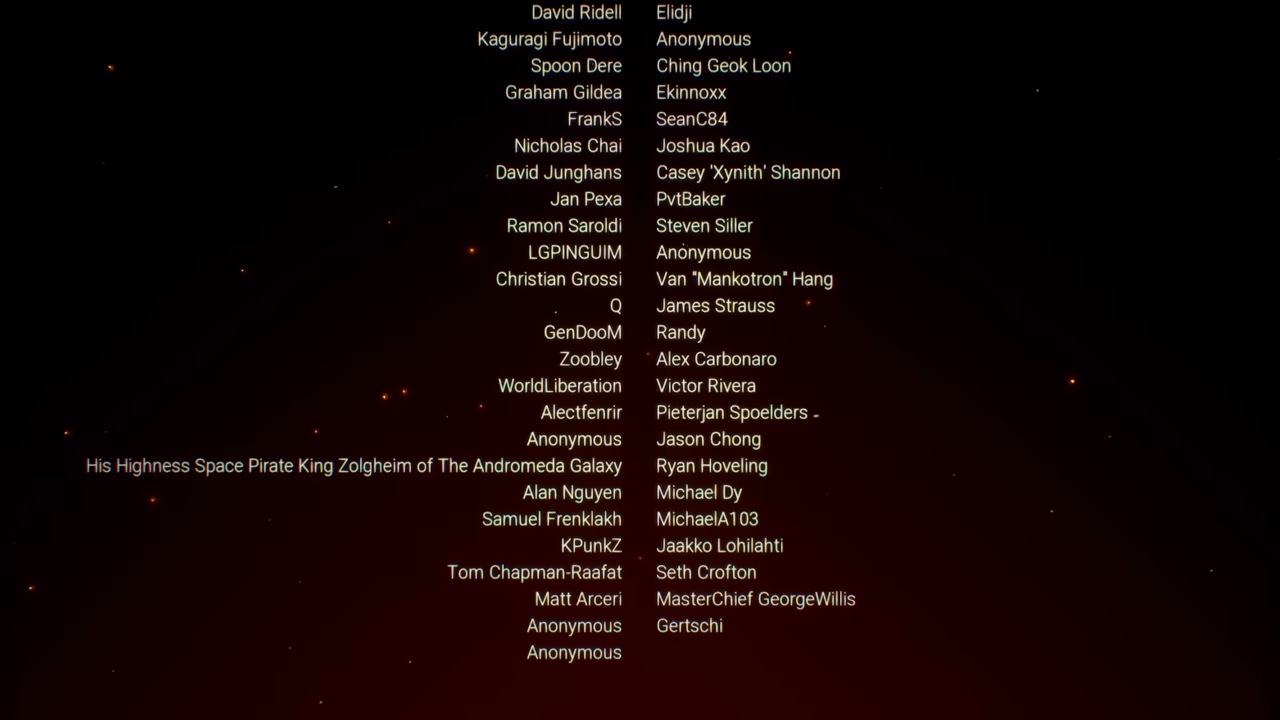 David Ridell Elidji
Kaguragi Fujimoto Anonymous
Spoon Dere Ching Geok Loon
Graham Gildea Ekinnoxx
FrankS SeanC84
Nicholas Chai Joshua Kao
David Junghans Casey 'Xynith' Shannon
Jan Pexa PvtBaker
Ramon Saroldi Steven Siller
LGPINGUIM Anonymous
Christian Grossi Van "Mankotron" Hang
Q James Strauss
GenDooM Randy
Zoobley Alex Carbonaro
WorldLiberation Victor Rivera
Alectfenrir Pieterjan Spoelders
Anonymous Jason Chong
His Highness Space Pirate King Zolgheim of The Andromeda Galaxy Ryan Hoveling
Alan Nguyen Michael Dy
Samuel Frenklakh MichaelA103
KPunkZ Jaakko Lohilahti
Tom Chapman-Raafat Seth Crofton
Matt Arceri MasterChief GeorgeWillis
Anonymous Gertschi
Anonymous